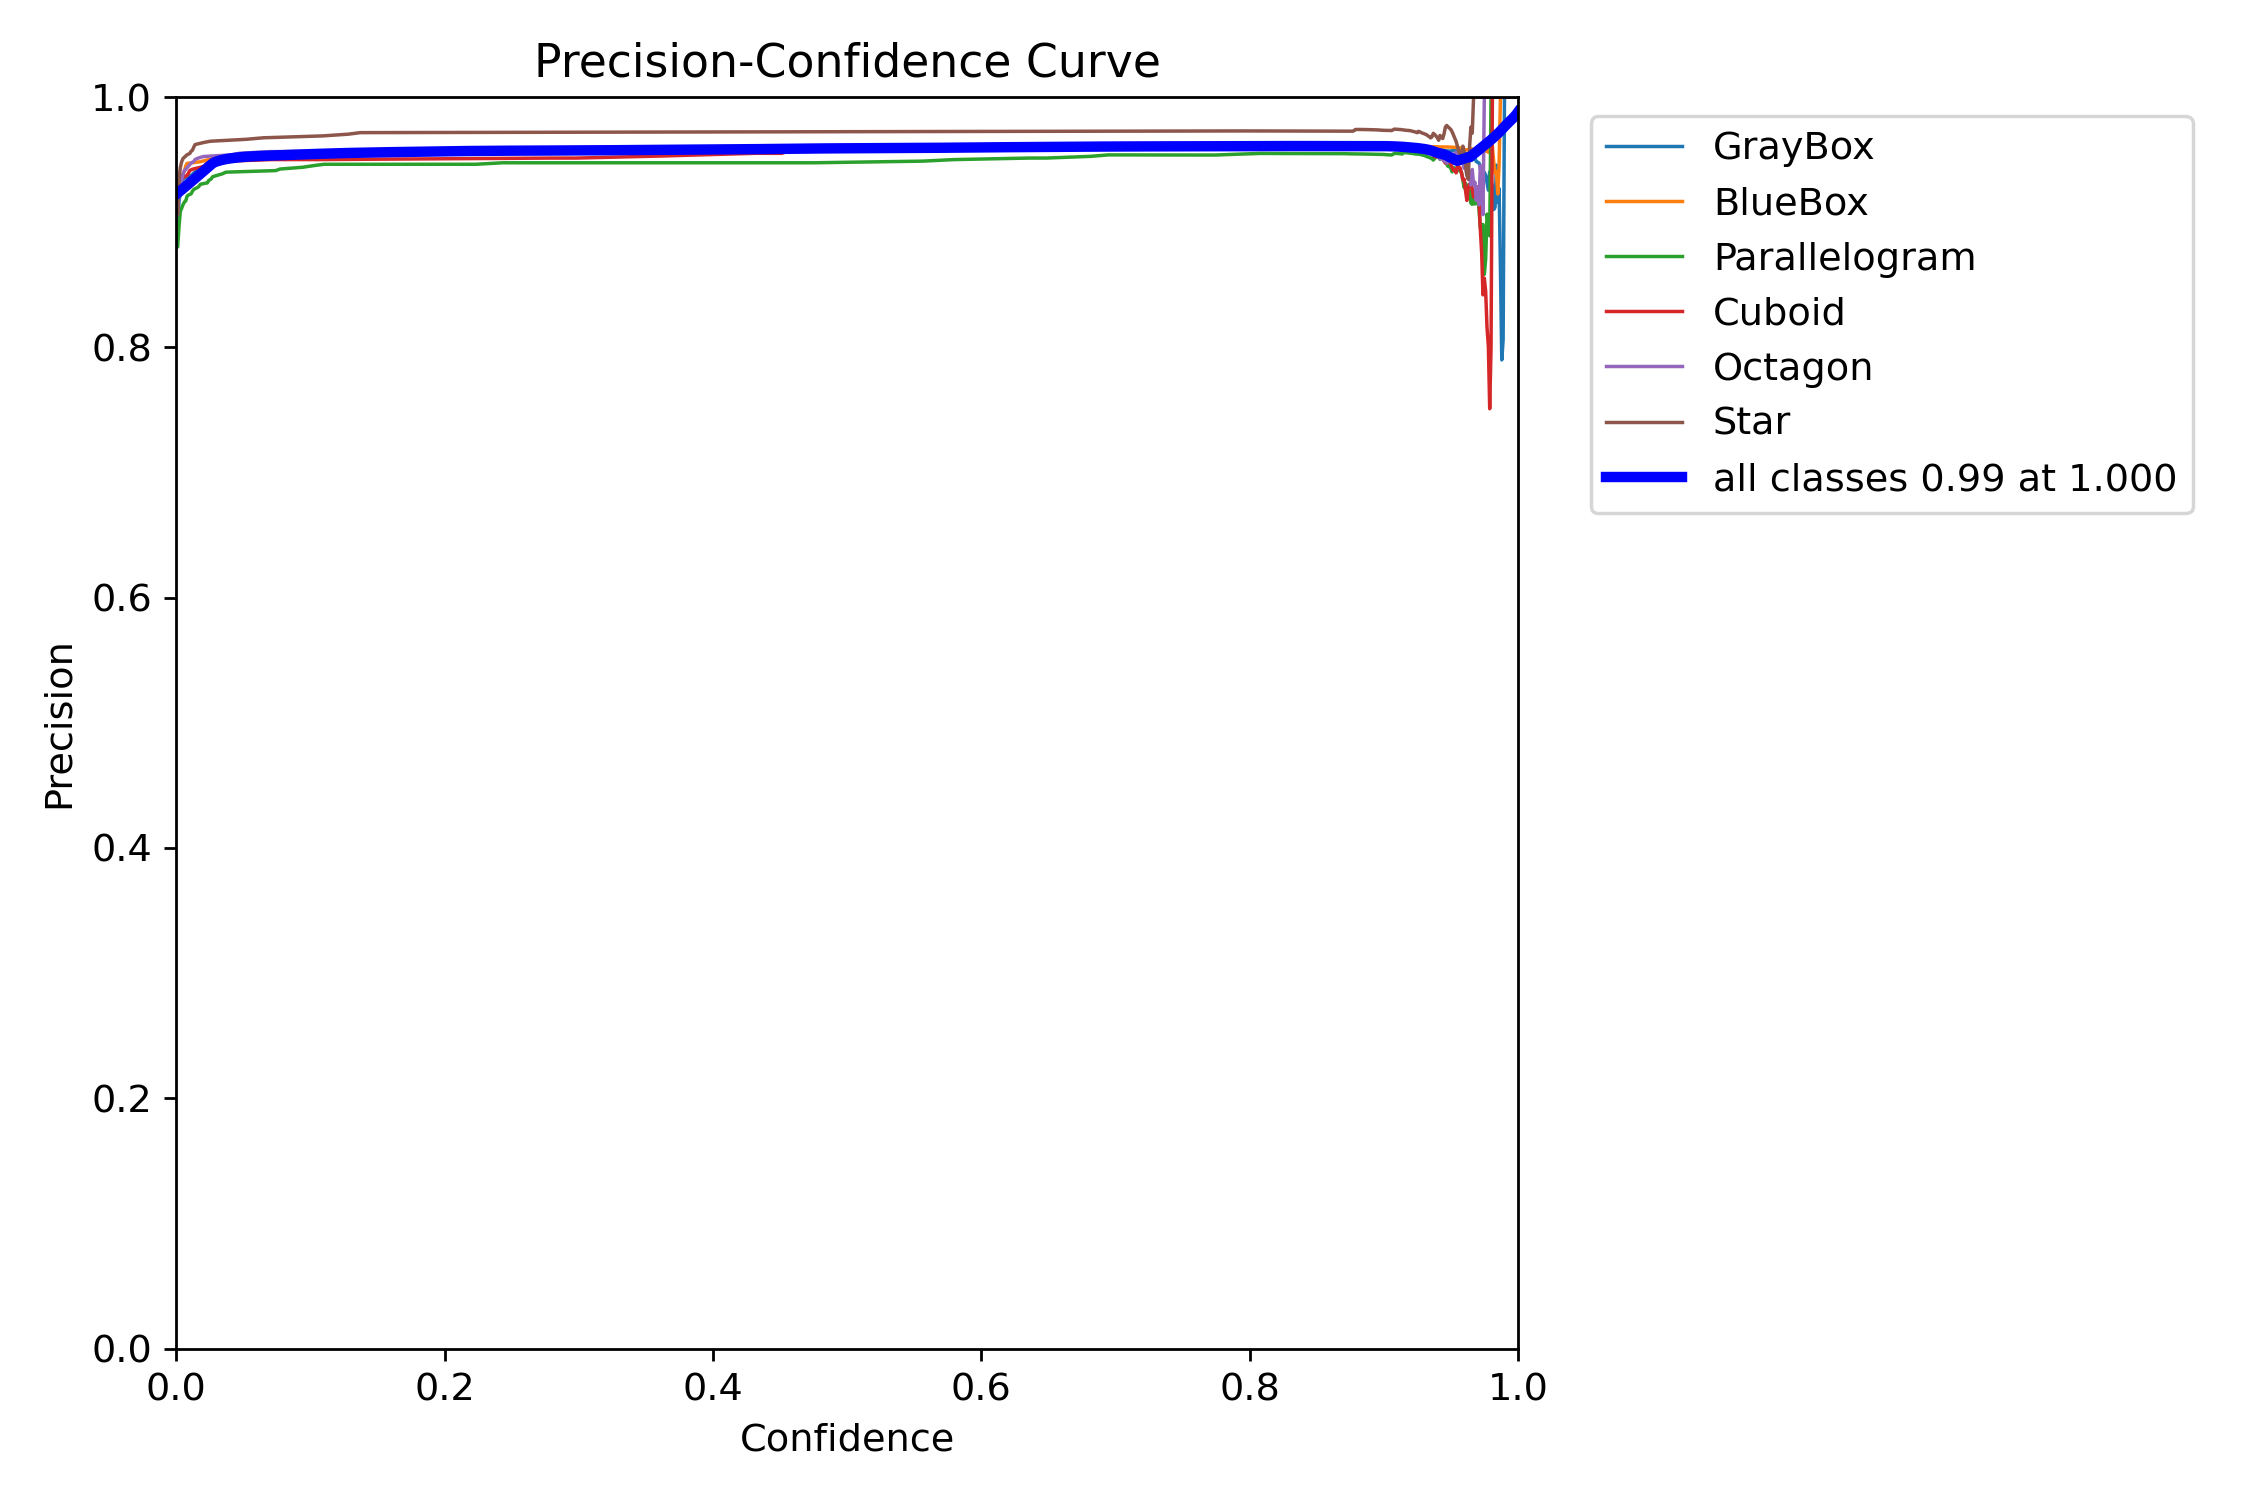 Precision-Confidence Curve
1.0
0.8
0.6
0.4
0.2
0.0
Precision
0.0 0.2 0.4 0.6 0.8 1.0
Confidence
GrayBox
BlueBox
Parallelogram
Cuboid
Octagon
Star
all classes 0.99 at 1.000